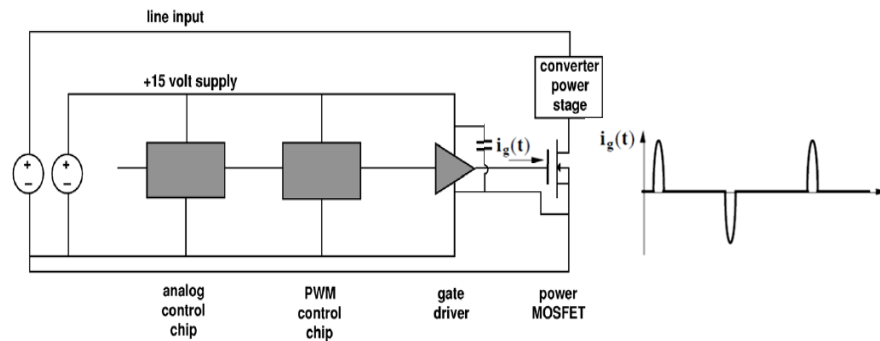 line input
+15 volt supply
converter
power
stage
i_g(t)
i_g(t)
+
−
+
−
analog
control
chip
PWM
control
chip
gate
driver
power
MOSFET